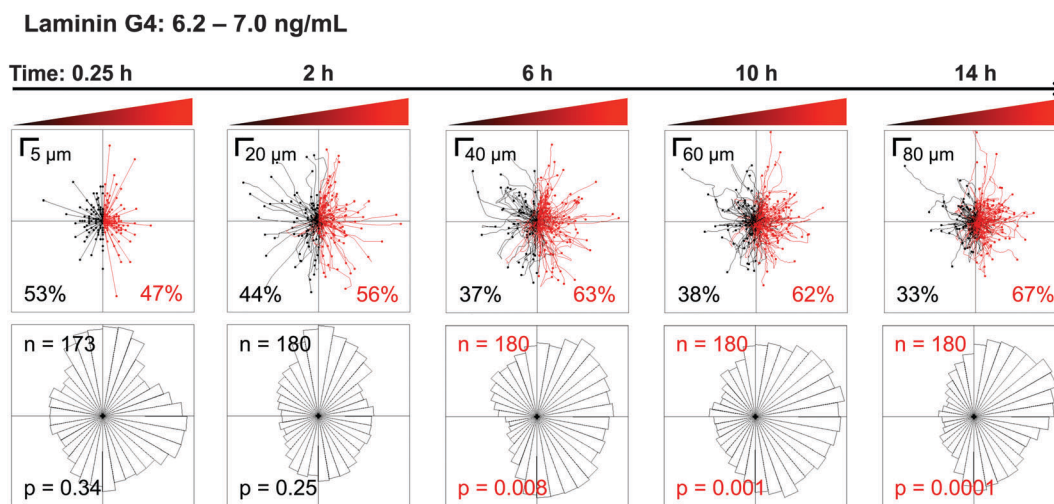 Laminin G4: 6.2 – 7.0 ng/mL
Time: 0.25 h 2 h 6 h 10 h 14 h
5 µm 20 µm 40 µm 60 µm 80 µm
53% 47% 44% 56% 37% 63% 38% 62% 33% 67%
n = 173 n = 180 n = 180 n = 180 n = 180
p = 0.34 p = 0.25 p = 0.008 p = 0.001 p = 0.0001